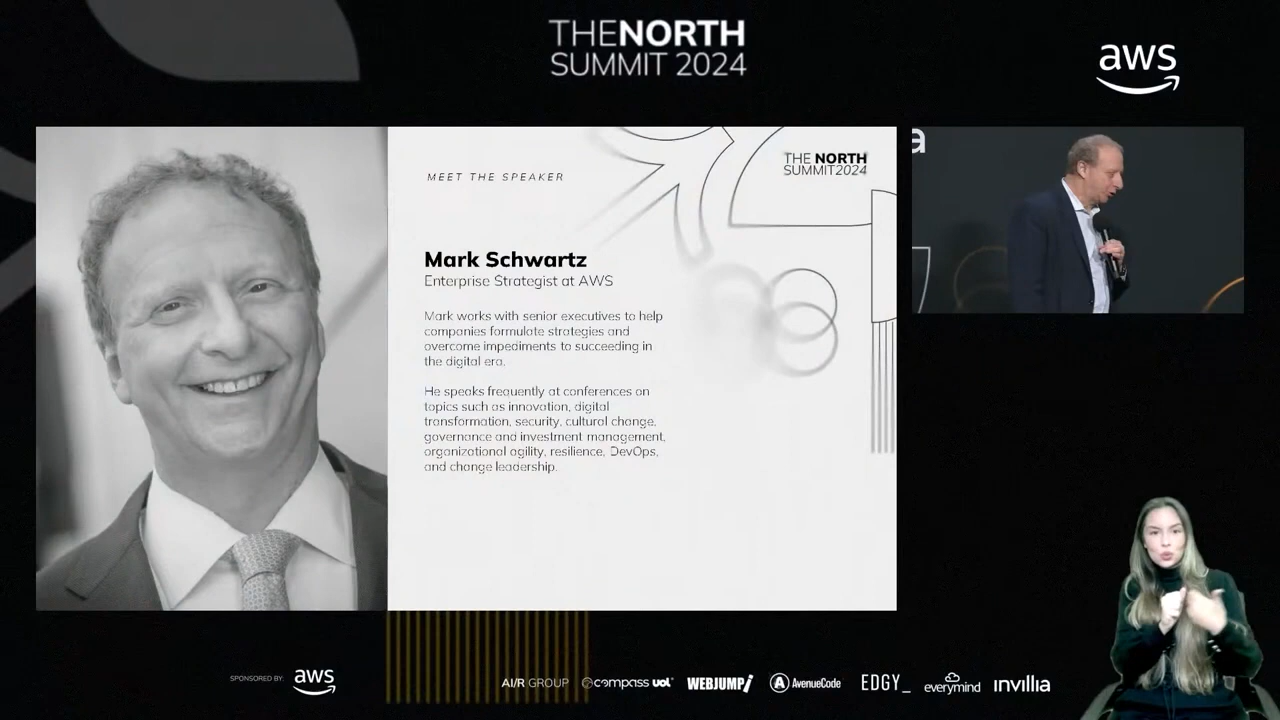 THENORTH
SUMMIT 2024
aws
a
MEET THE SPEAKER
THE NORTH
SUMMIT2024
Mark Schwartz
Enterprise Strategist at AWS
Mark works with senior executives to help
companies formulate strategies and
overcome impediments to succeeding in
the digital era.
He speaks frequently at conferences on
topics such as innovation, digital
transformation, security, cultural change,
governance and investment management,
organizational agility, resilience, DevOps,
and change leadership.
SPONSORED BY:
aws
AI/R GROUP
compass uol
WEBJUMP
AvenueCode
EDGY_
everymind
invillia